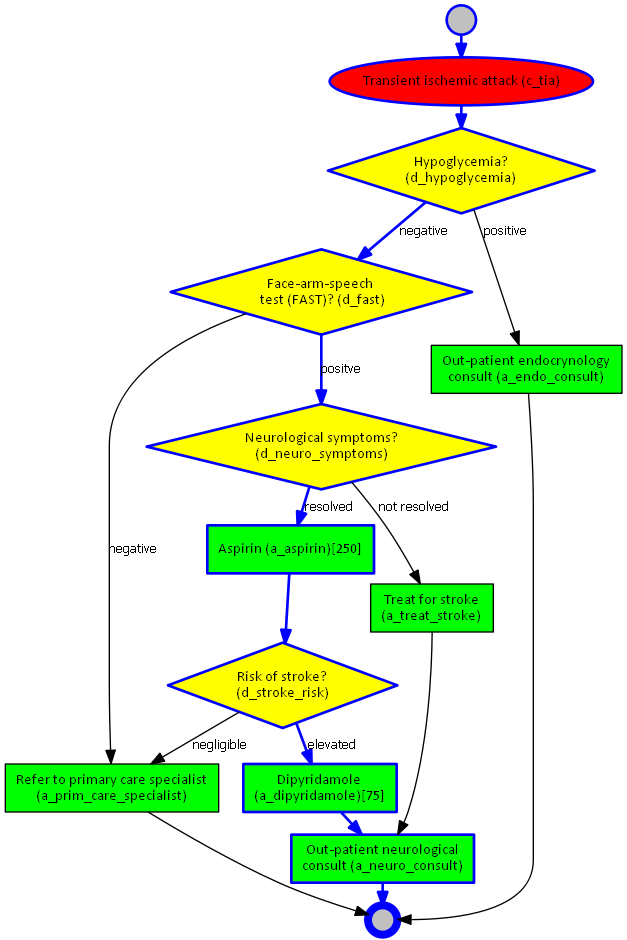 Transient ischemic attack (c_tia)
Hypoglycemia?
(d_hypoglycemia)
negative
positive
Face-arm-speech
test (FAST)? (d_fast)
Out-patient endocrynology
consult (a_endo_consult)
positve
Neurological symptoms?
(d_neuro_symptoms)
resolved
not resolved
negative
Aspirin (a_aspirin)[250]
Treat for stroke
(a_treat_stroke)
Risk of stroke?
(d_stroke_risk)
negligible
elevated
Refer to primary care specialist
(a_prim_care_specialist)
Dipyridamole
(a_dipyridamole)[75]
Out-patient neurological
consult (a_neuro_consult)